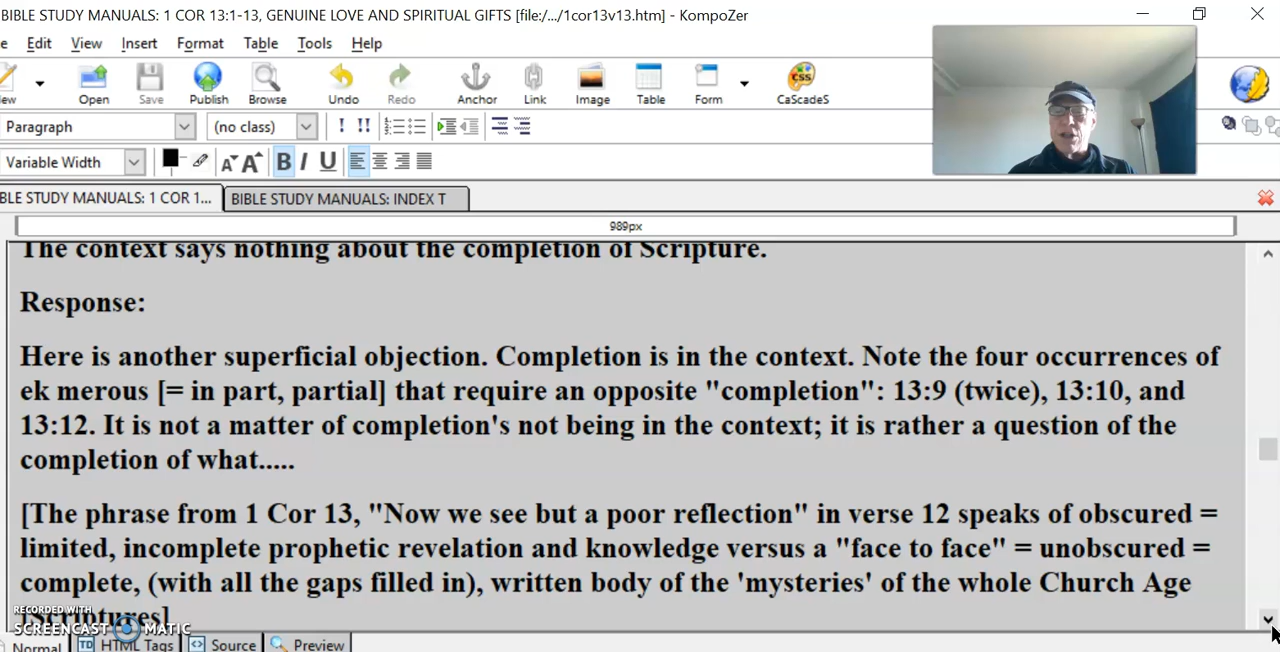 BIBLE STUDY MANUALS: 1 COR 13:1-13, GENUINE LOVE AND SPIRITUAL GIFTS [file:/.../1cor13v13.htm] - KompoZer
Edit View Insert Format Table Tools Help
Open Save Publish Browse Undo Redo Anchor Link Image Table Form CaScadeS
Paragraph (no class) ! !!
Variable Width A A B I U
BLE STUDY MANUALS: 1 COR 1... BIBLE STUDY MANUALS: INDEX T
989px
The context says nothing about the completion of Scripture.
Response:
Here is another superficial objection. Completion is in the context. Note the four occurrences of
ek merous [= in part, partial] that require an opposite "completion": 13:9 (twice), 13:10, and
13:12. It is not a matter of completion's not being in the context; it is rather a question of the
completion of what.....
[The phrase from 1 Cor 13, "Now we see but a poor reflection" in verse 12 speaks of obscured =
limited, incomplete prophetic revelation and knowledge versus a "face to face" = unobscured =
complete, (with all the gaps filled in), written body of the 'mysteries' of the whole Church Age
Scriptures]
RECORDED WITH
SCREENCAST MATIC
Normal TD HTML Tags Source Preview